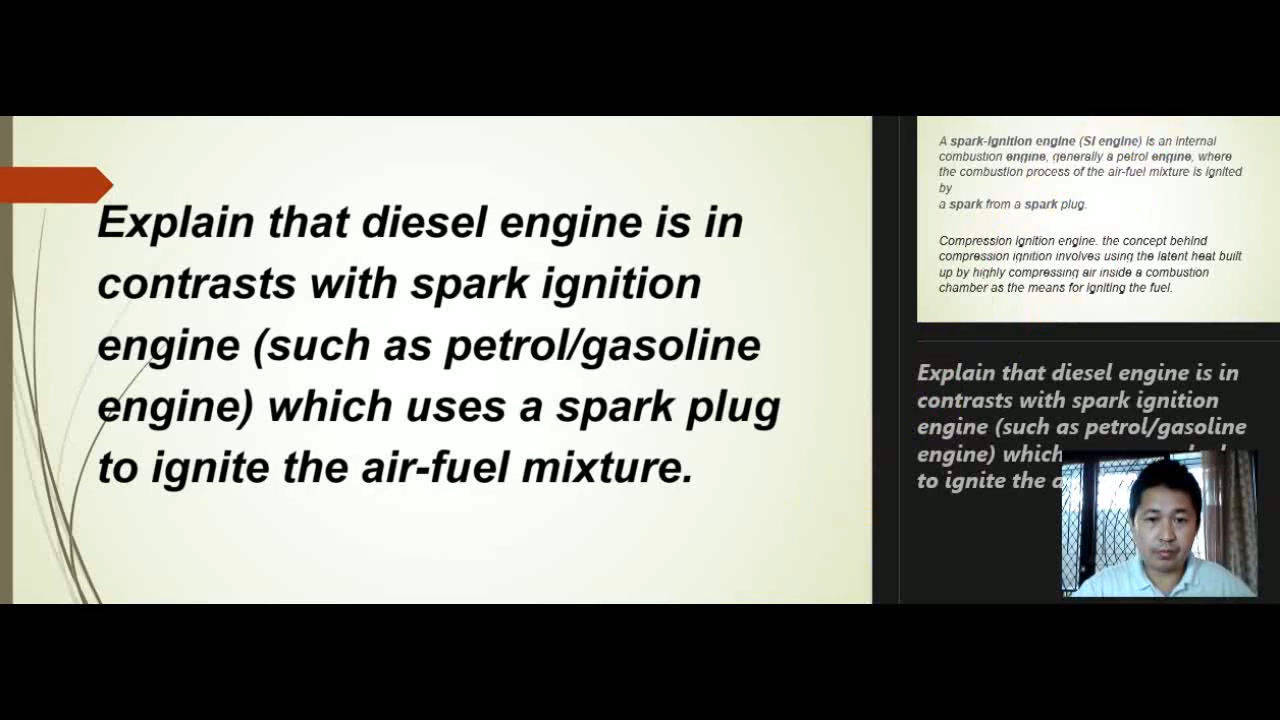 Explain that diesel engine is in
contrasts with spark ignition
engine (such as petrol/gasoline
engine) which uses a spark plug
to ignite the air-fuel mixture.
A spark-ignition engine (SI engine) is an internal
combustion engine, generally a petrol engine, where
the combustion process of the air-fuel mixture is ignited
by
a spark from a spark plug.
Compression ignition engine. the concept behind
compression ignition involves using the latent heat built
up by highly compressing air inside a combustion
chamber as the means for igniting the fuel.
Explain that diesel engine is in
contrasts with spark ignition
engine (such as petrol/gasoline
engine) which
to ignite the